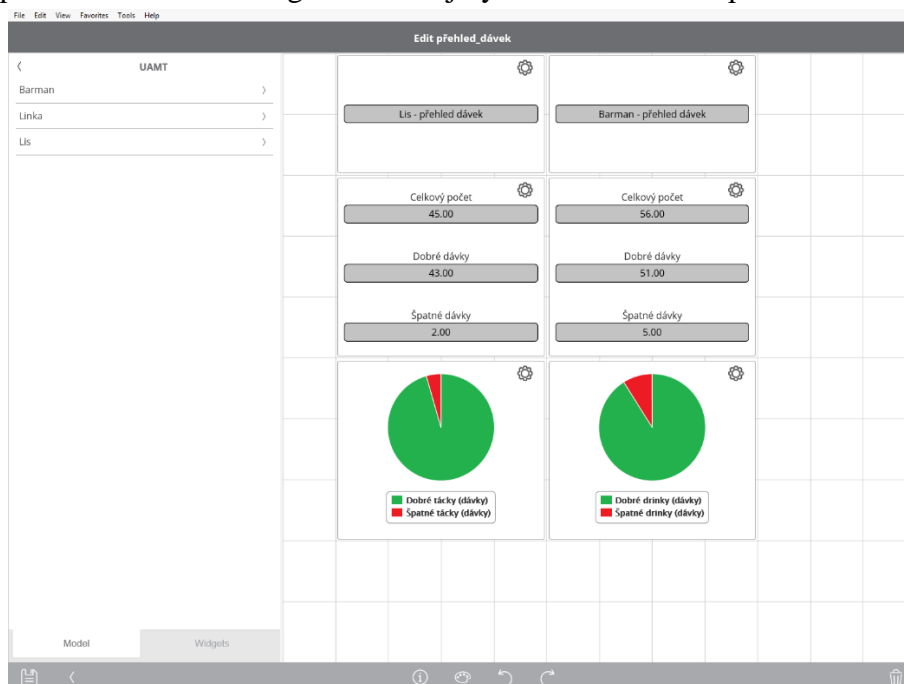 File Edit View Favorites Tools Help
Edit přehled_dávek
UAMT
Barman
Linka
Lis
Lis - přehled dávek
Barman - přehled dávek
Celkový počet
45.00
Dobré dávky
43.00
Špatné dávky
2.00
Celkový počet
56.00
Dobré dávky
51.00
Špatné dávky
5.00
Dobré tácky (dávky)
Špatné tácky (dávky)
Dobré drinky (dávky)
Špatné drinky (dávky)
Model
Widgets